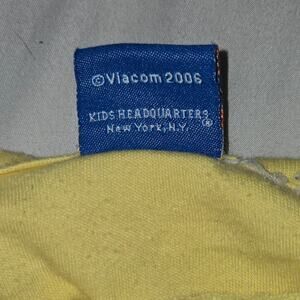 ©Viacom 2006
KIDS HEADQUARTERS®
New York, N.Y.